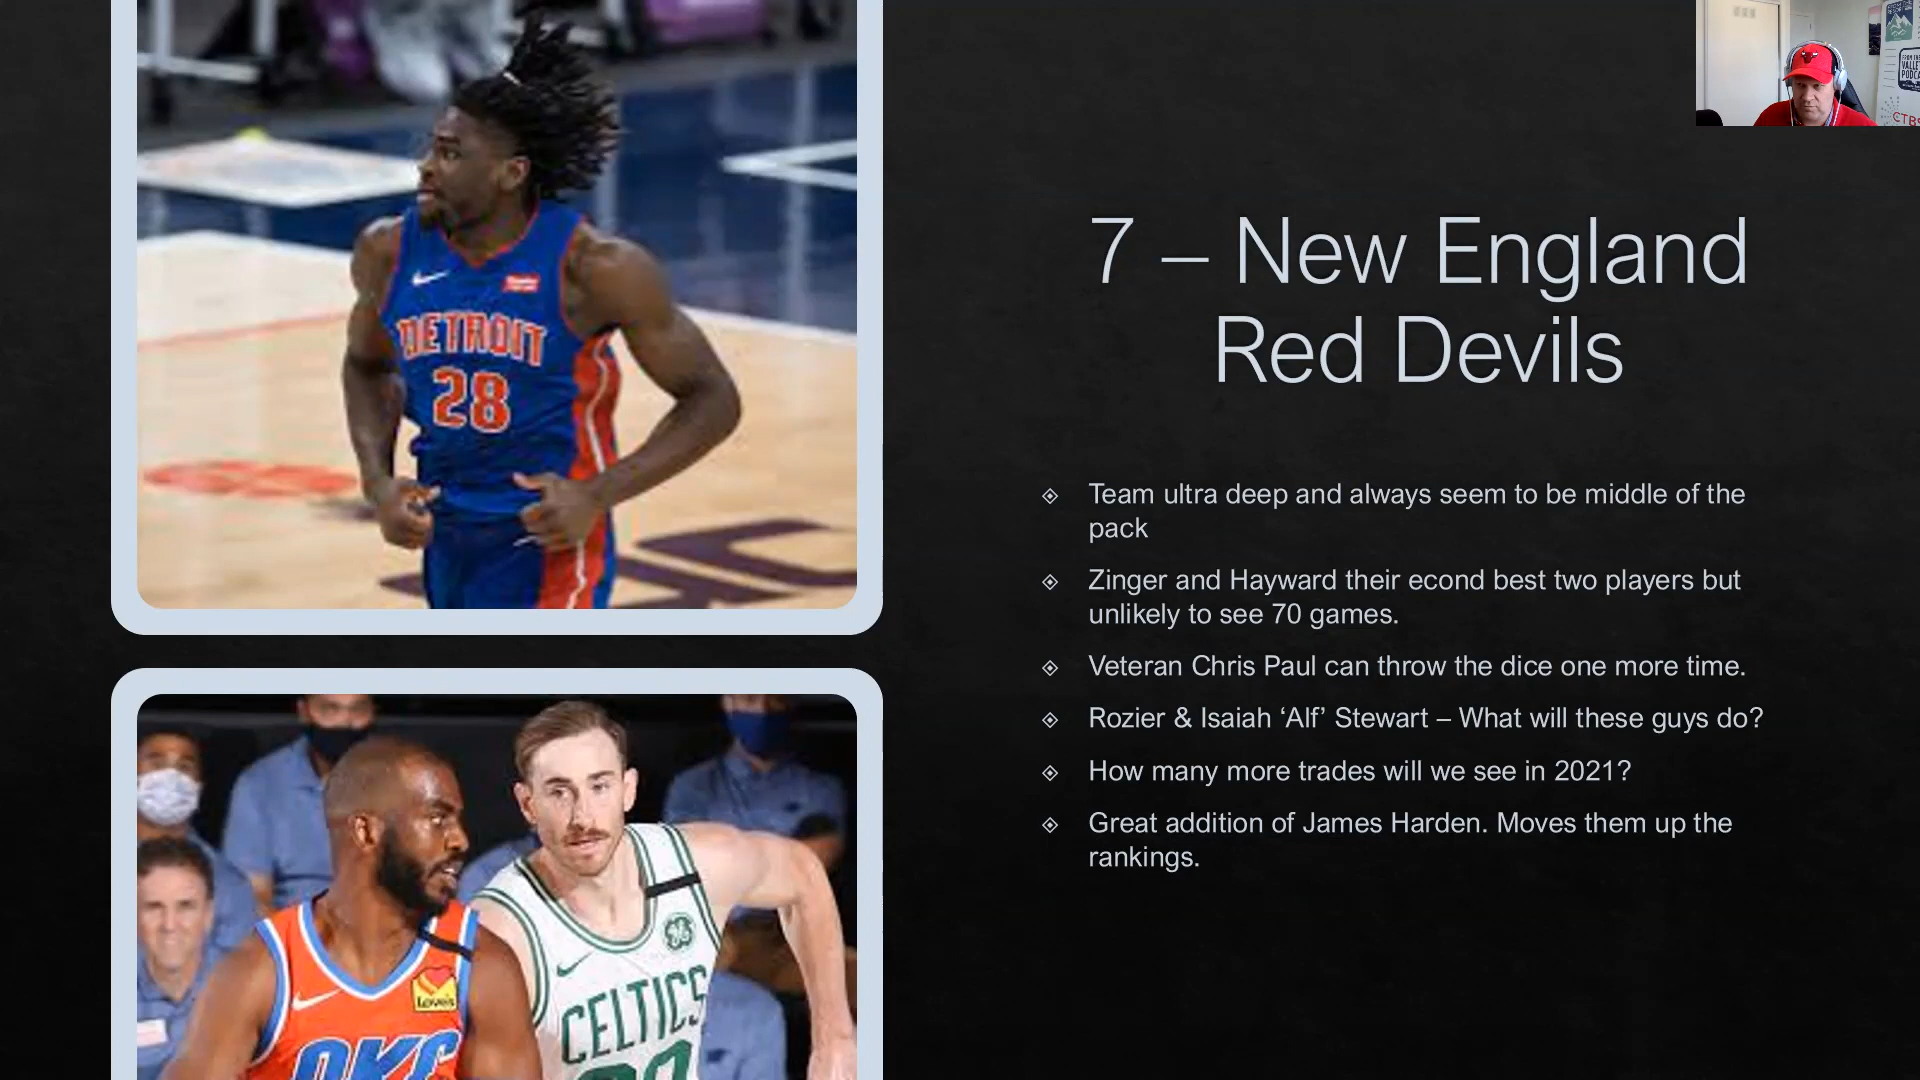 7 – New England
Red Devils
Team ultra deep and always seem to be middle of the
pack
Zinger and Hayward their econd best two players but
unlikely to see 70 games.
Veteran Chris Paul can throw the dice one more time.
Rozier & Isaiah ‘Alf’ Stewart – What will these guys do?
How many more trades will we see in 2021?
Great addition of James Harden. Moves them up the
rankings.
DETROIT
28
Love's
OKC
CELTICS